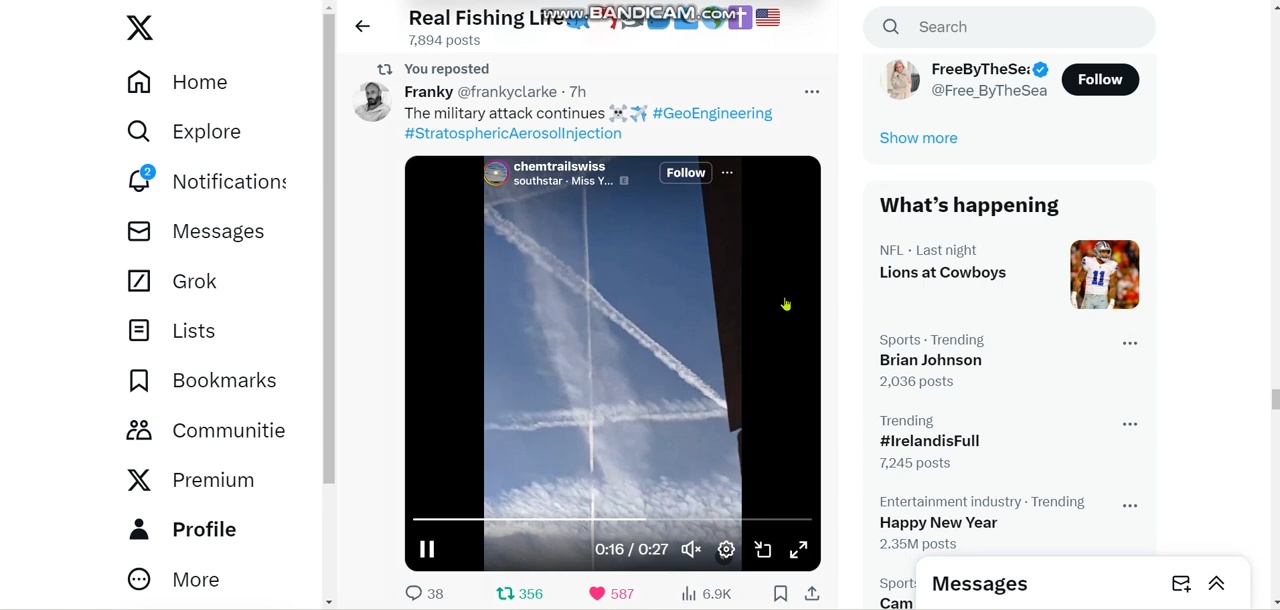 www.BANDICAM.com
Real Fishing Life
7,894 posts
Search
Home
Explore
2
Notifications
Messages
Grok
Lists
Bookmarks
Communitie
Premium
Profile
More
You reposted
Franky @frankyclarke · 7h
The military attack continues ☠️✈️ #GeoEngineering
#StratosphericAerosolInjection
chemtrailswiss
southstar · Miss Y... E
Follow
0:16 / 0:27
38
356
587
6.9K
FreeByTheSea
@Free_ByTheSea
Follow
Show more
What's happening
NFL · Last night
Lions at Cowboys
11
Sports · Trending
Brian Johnson
2,036 posts
Trending
#IrelandisFull
7,245 posts
Entertainment industry · Trending
Happy New Year
2.35M posts
Sports
Cam
Messages